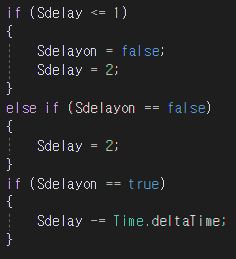 if (Sdelay <= 1)
{
Sdelayon = false;
Sdelay = 2;
}
else if (Sdelayon == false)
{
Sdelay = 2;
}
if (Sdelayon == true)
{
Sdelay -= Time.deltaTime;
}